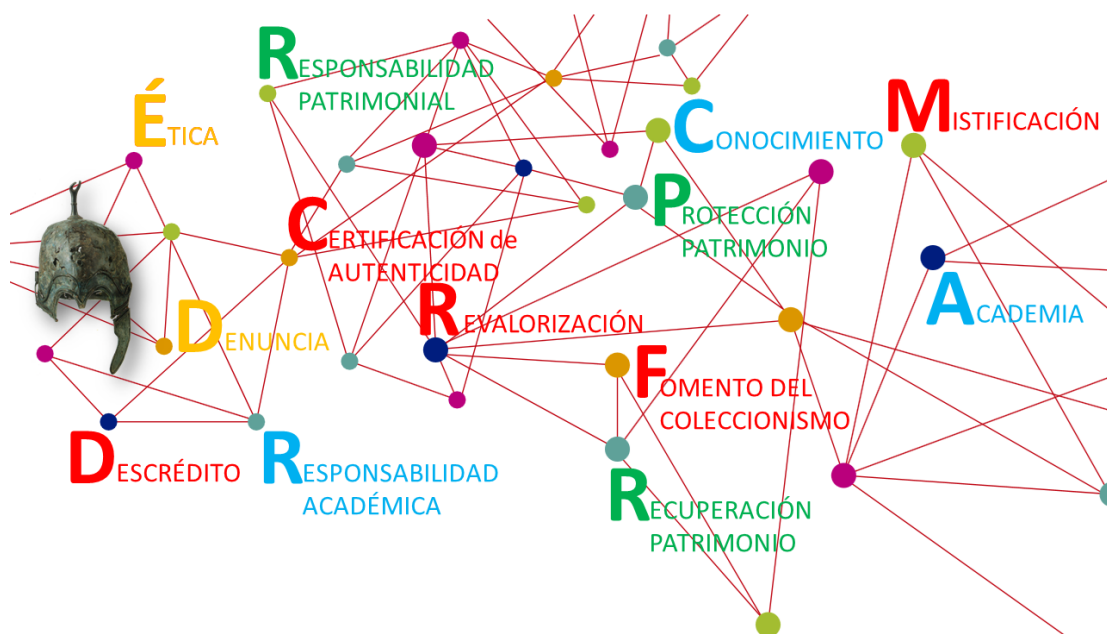 RESPONSABILIDAD
PATRIMONIAL
ÉTICA
CONOCIMIENTO
MISTIFICACIÓN
CERTIFICACIÓN de
AUTENTICIDAD
PROTECCIÓN
PATRIMONIO
DENUNCIA
REVALORIZACIÓN
ACADEMIA
FOMENTO DEL
COLECCIONISMO
DESCRÉDITO
RESPONSABILIDAD
ACADÉMICA
RECUPERACIÓN
PATRIMONIO